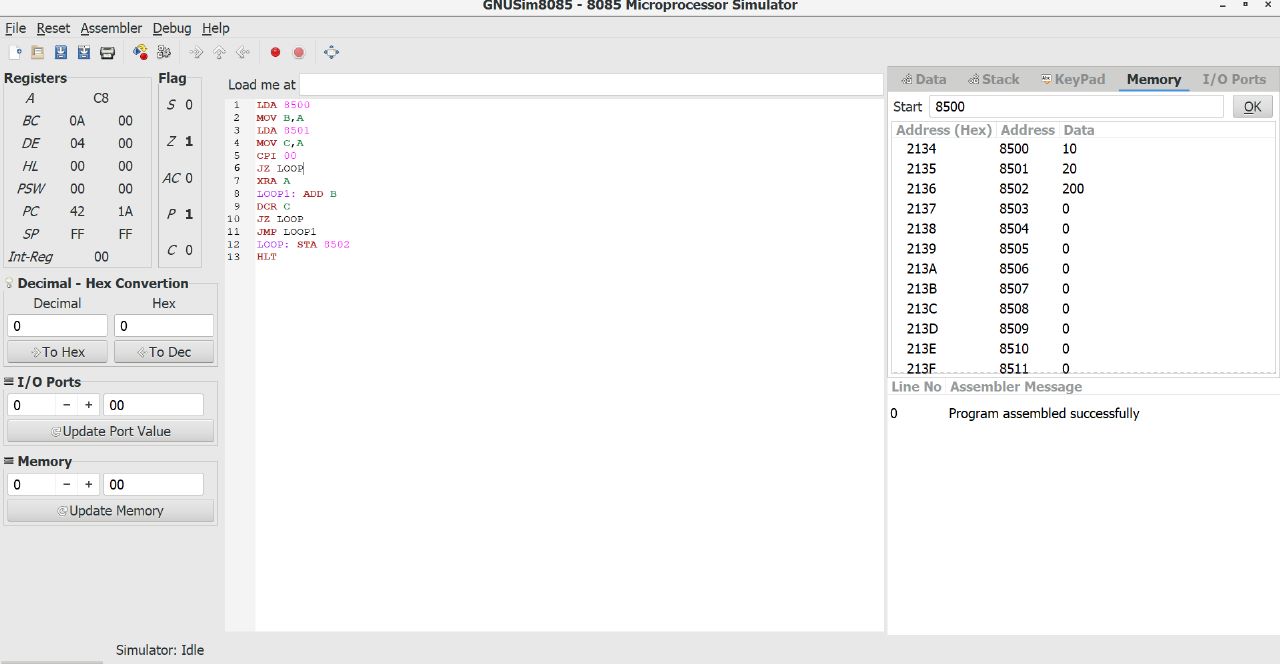 GNUSim8085 - 8085 Microprocessor Simulator
File Reset Assembler Debug Help
Registers
A C8
BC 0A 00
DE 04 00
HL 00 00
PSW 00 00
PC 42 1A
SP FF FF
Int-Reg 00
Flag
S 0
Z 1
AC 0
P 1
C 0
Decimal - Hex Convertion
Decimal Hex
0 0
To Hex To Dec
I/O Ports
0 − + 00
Update Port Value
Memory
0 − + 00
Update Memory
Load me at
1 LDA 8500
2 MOV B,A
3 LDA 8501
4 MOV C,A
5 CPI 00
6 JZ LOOP
7 XRA A
8 LOOP1: ADD B
9 DCR C
10 JZ LOOP
11 JMP LOOP1
12 LOOP: STA 8502
13 HLT
Data Stack KeyPad Memory I/O Ports
Start 8500 OK
Address (Hex) Address Data
2134 8500 10
2135 8501 20
2136 8502 200
2137 8503 0
2138 8504 0
2139 8505 0
213A 8506 0
213B 8507 0
213C 8508 0
213D 8509 0
213E 8510 0
213F 8511 0
Line No Assembler Message
0 Program assembled successfully
Simulator: Idle